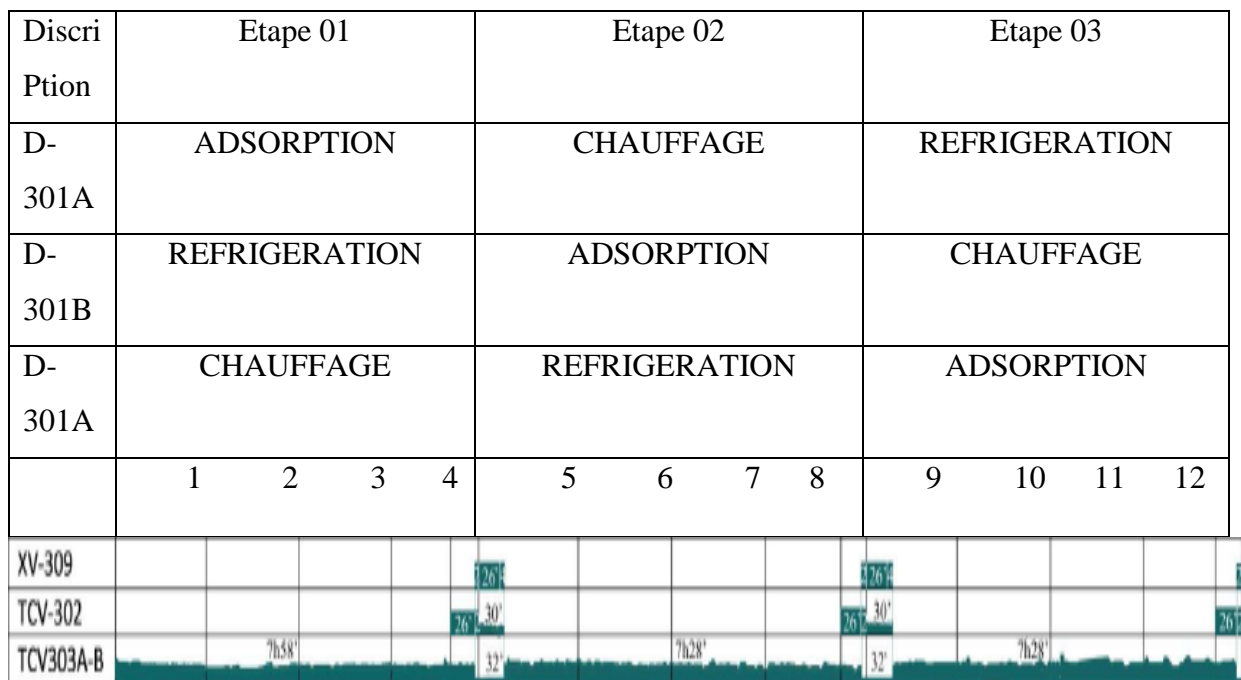 Discri
Ption
Etape 01
Etape 02
Etape 03
D-
301A
ADSORPTION
CHAUFFAGE
REFRIGERATION
D-
301B
REFRIGERATION
ADSORPTION
CHAUFFAGE
D-
301A
CHAUFFAGE
REFRIGERATION
ADSORPTION
1 2 3 4 5 6 7 8 9 10 11 12
XV-309
26'
26'
TCV-302
26'
30'
26'
30'
26'
TCV303A-B
7h58'
32'
7h28'
32'
7h28'